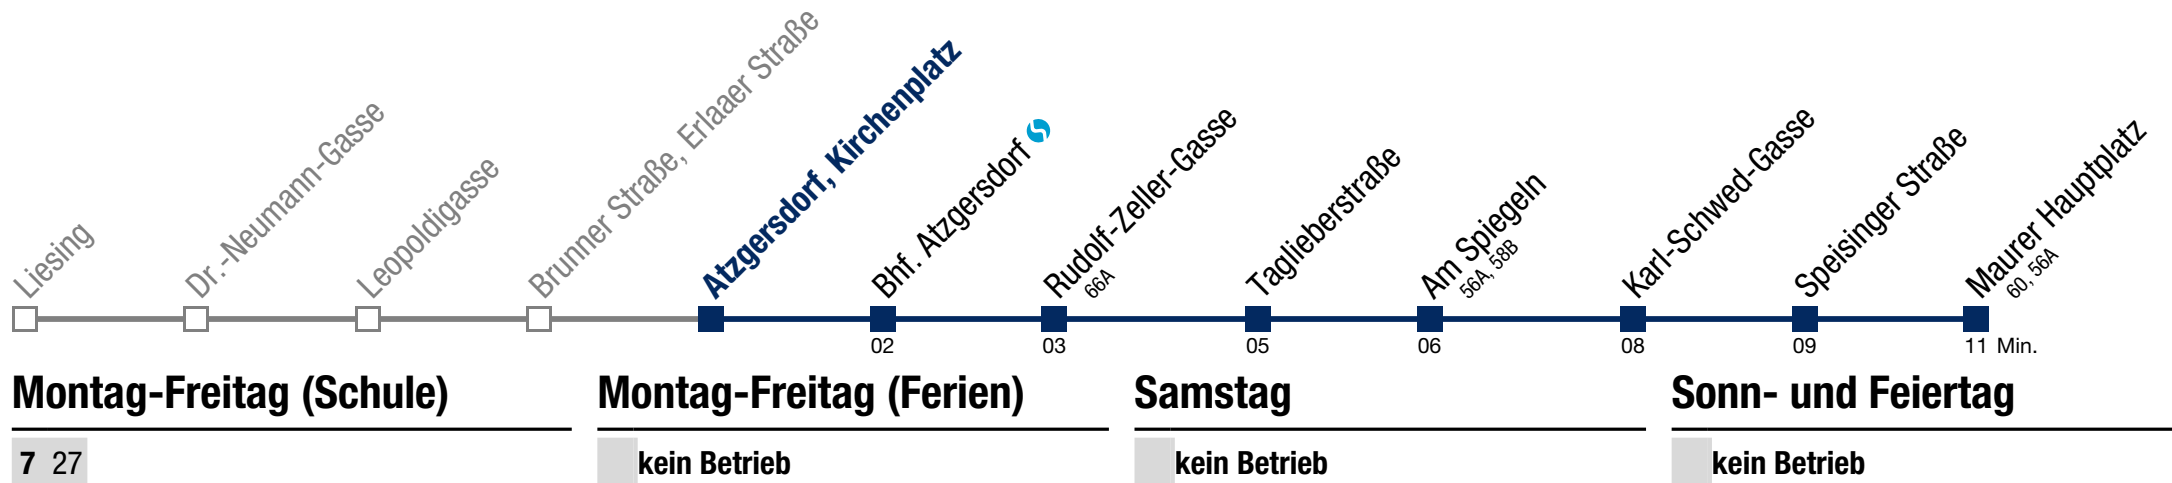 Liesing
Dr.-Neumann-Gasse
Leopoldigasse
Brunner Straße, Erlaaer Straße
Atzgersdorf, Kirchenplatz
Bhf. Atzgersdorf
Rudolf-Zeller-Gasse
66A
Taglieberstraße
Am Spiegeln
56A, 58B
Karl-Schwed-Gasse
Speisinger Straße
Maurer Hauptplatz
60, 56A
02 03 05 06 08 09 11 Min.
Montag-Freitag (Schule)
7 27
Montag-Freitag (Ferien)
kein Betrieb
Samstag
kein Betrieb
Sonn- und Feiertag
kein Betrieb